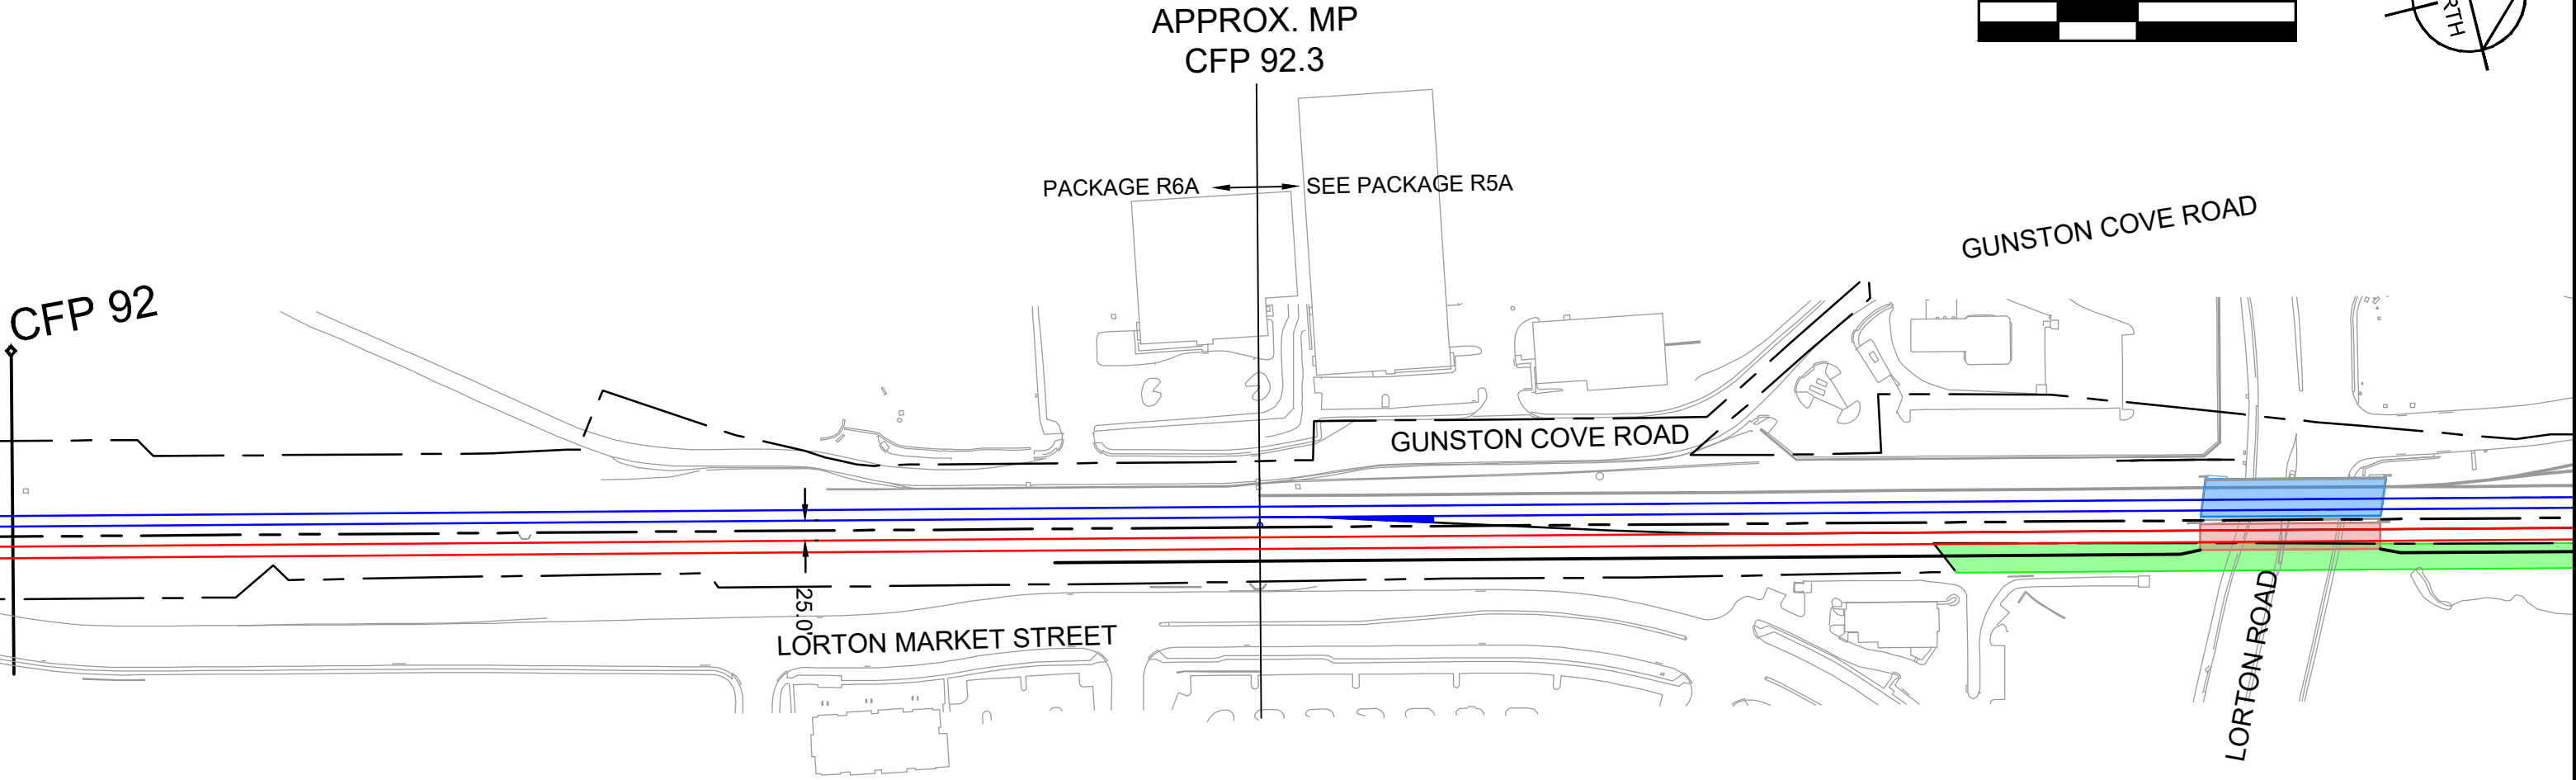 APPROX. MP
CFP 92.3
PACKAGE R6A
SEE PACKAGE R5A
GUNSTON COVE ROAD
CFP 92
GUNSTON COVE ROAD
25.0'
LORTON MARKET STREET
LORTON ROAD